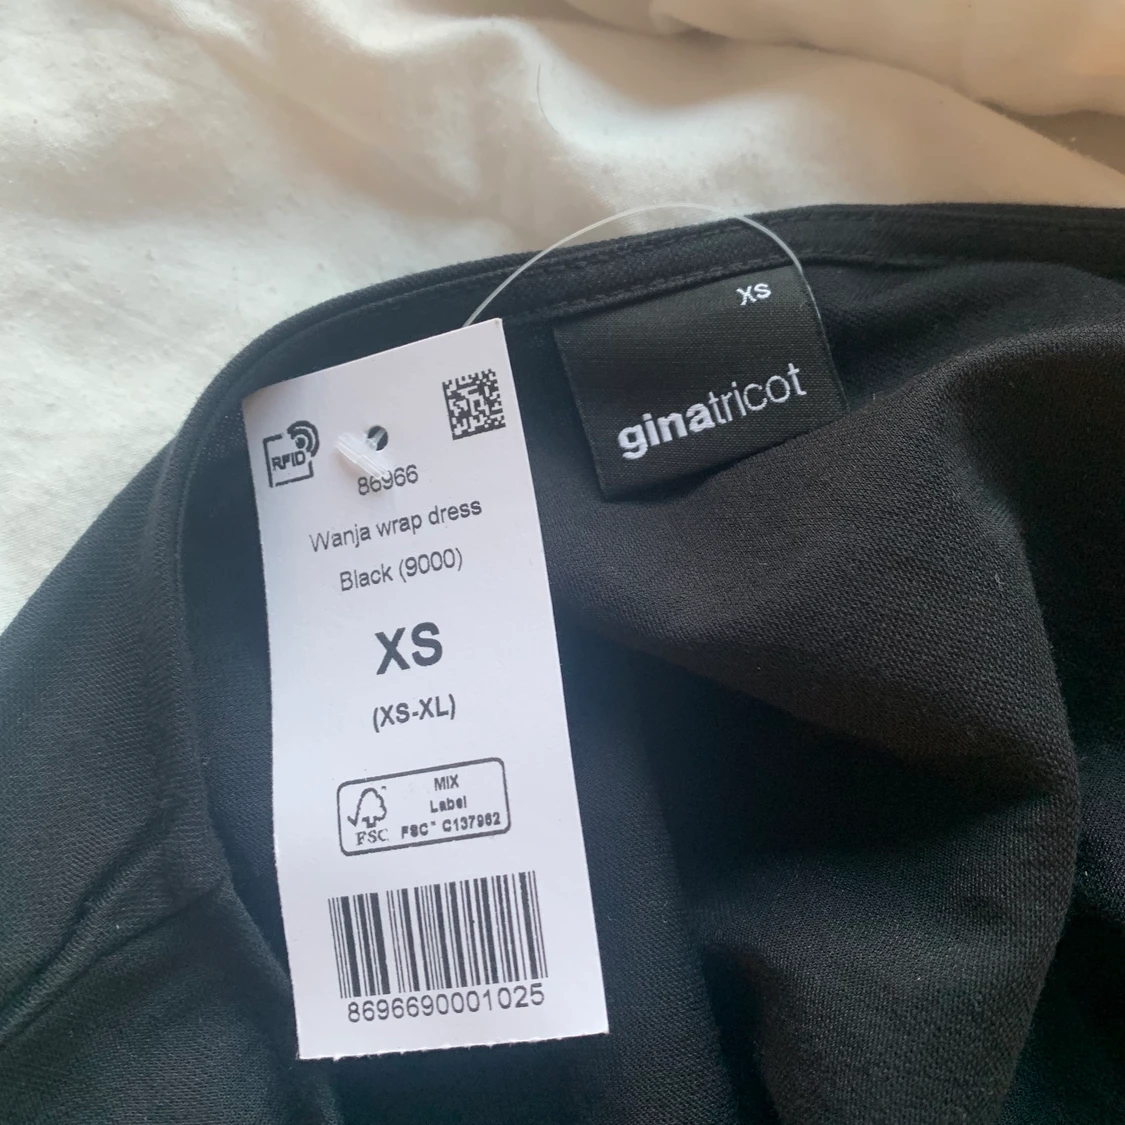 XS
ginatricot
RFID
86966
Wanja wrap dress
Black (9000)
XS
(XS-XL)
MIX
Label
FSC™ C137962
FSC
8696690001025